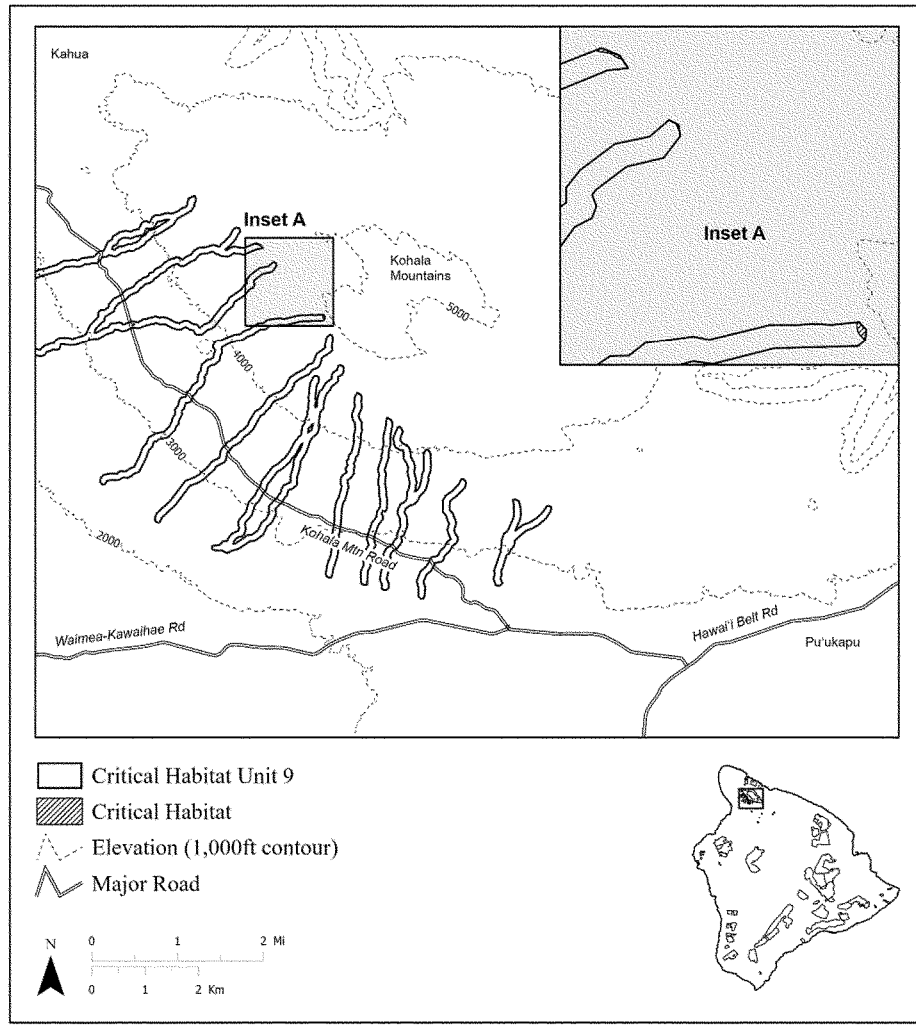 Kahua
Inset A
Inset A
Kohala
Mountains
5000
4000
3000
2000
Kohala Mtn Road
Waimea-Kawaihae Rd
Hawai‘i Belt Rd
Pu‘ukapu
Critical Habitat Unit 9
Critical Habitat
Elevation (1,000ft contour)
Major Road
N
0 1 2 Mi
0 1 2 Km